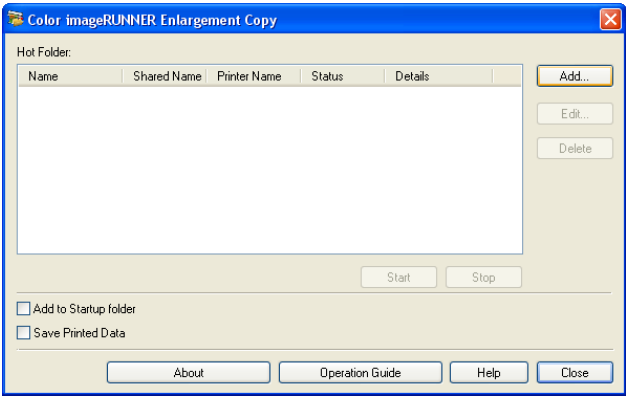 Color imageRUNNER Enlargement Copy
Hot Folder:
Name Shared Name Printer Name Status Details
Add...
Edit...
Delete
Start Stop
Add to Startup folder
Save Printed Data
About Operation Guide Help Close